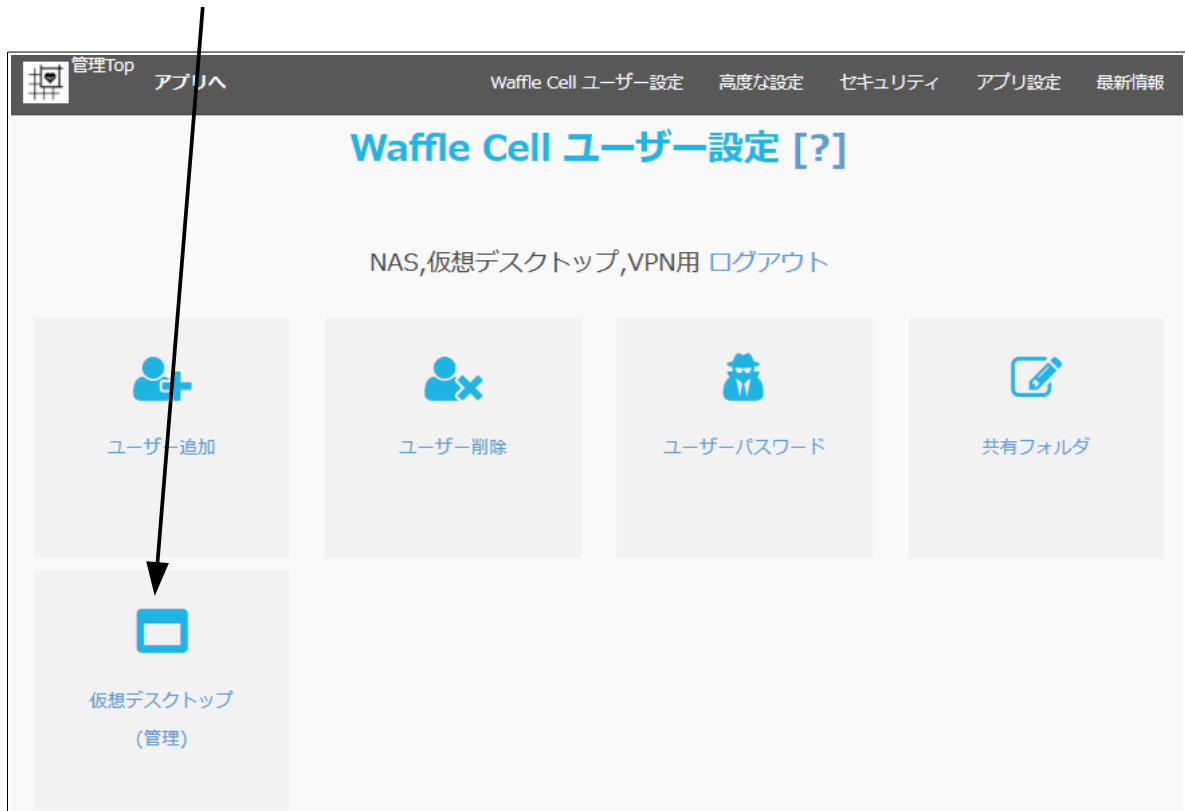 管理Top
アプリへ
Waffle Cell ユーザー設定 高度な設定 セキュリティ アプリ設定 最新情報
Waffle Cell ユーザー設定 [?]
NAS,仮想デスクトップ,VPN用 ログアウト
ユーザー追加
ユーザー削除
ユーザーパスワード
共有フォルダ
仮想デスクトップ
(管理)